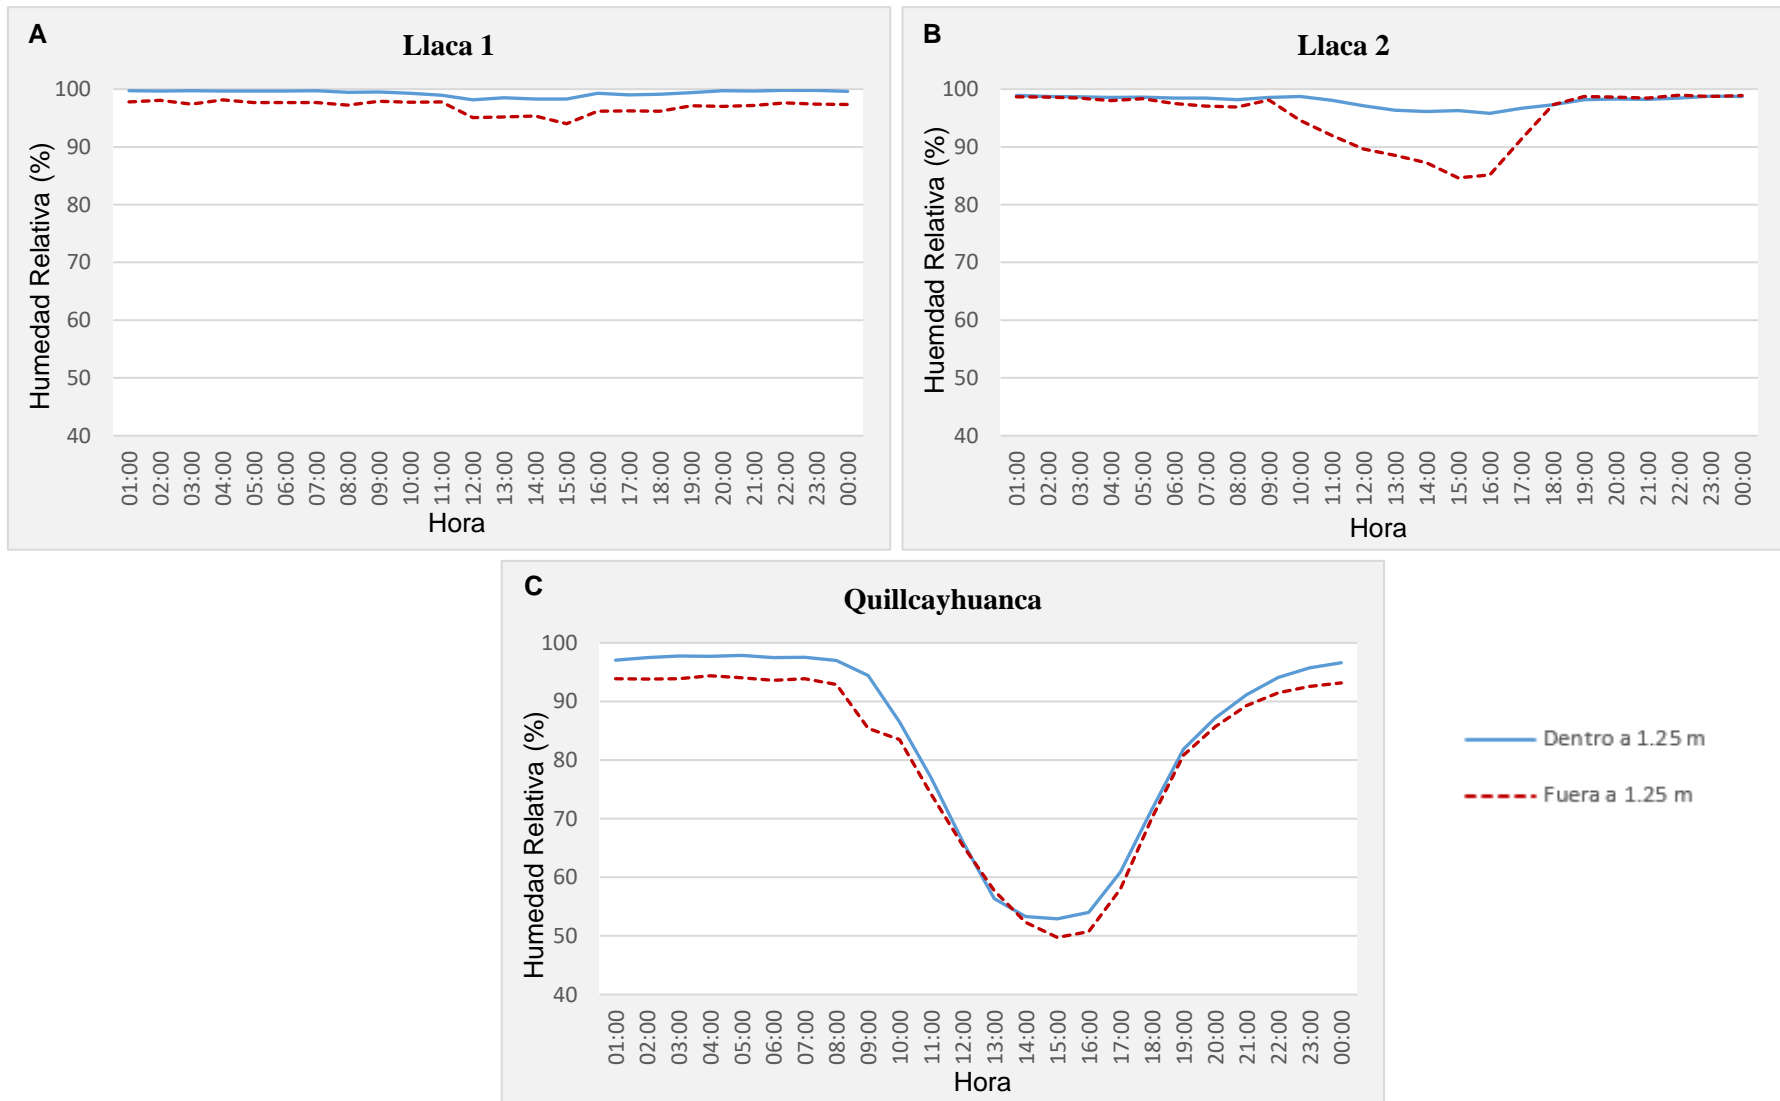 A
Llaca 1
Humedad Relativa (%)
100
90
80
70
60
50
40
01:00 02:00 03:00 04:00 05:00 06:00 07:00 08:00 09:00 10:00 11:00 12:00 13:00 14:00 15:00 16:00 17:00 18:00 19:00 20:00 21:00 22:00 23:00 00:00
Hora
B
Llaca 2
Huemdad Relativa (%)
100
90
80
70
60
50
40
01:00 02:00 03:00 04:00 05:00 06:00 07:00 08:00 09:00 10:00 11:00 12:00 13:00 14:00 15:00 16:00 17:00 18:00 19:00 20:00 21:00 22:00 23:00 00:00
Hora
C
Quillcayhuanca
Humedad Relativa (%)
100
90
80
70
60
50
40
01:00 02:00 03:00 04:00 05:00 06:00 07:00 08:00 09:00 10:00 11:00 12:00 13:00 14:00 15:00 16:00 17:00 18:00 19:00 20:00 21:00 22:00 23:00 00:00
Hora
Dentro a 1.25 m
Fuera a 1.25 m